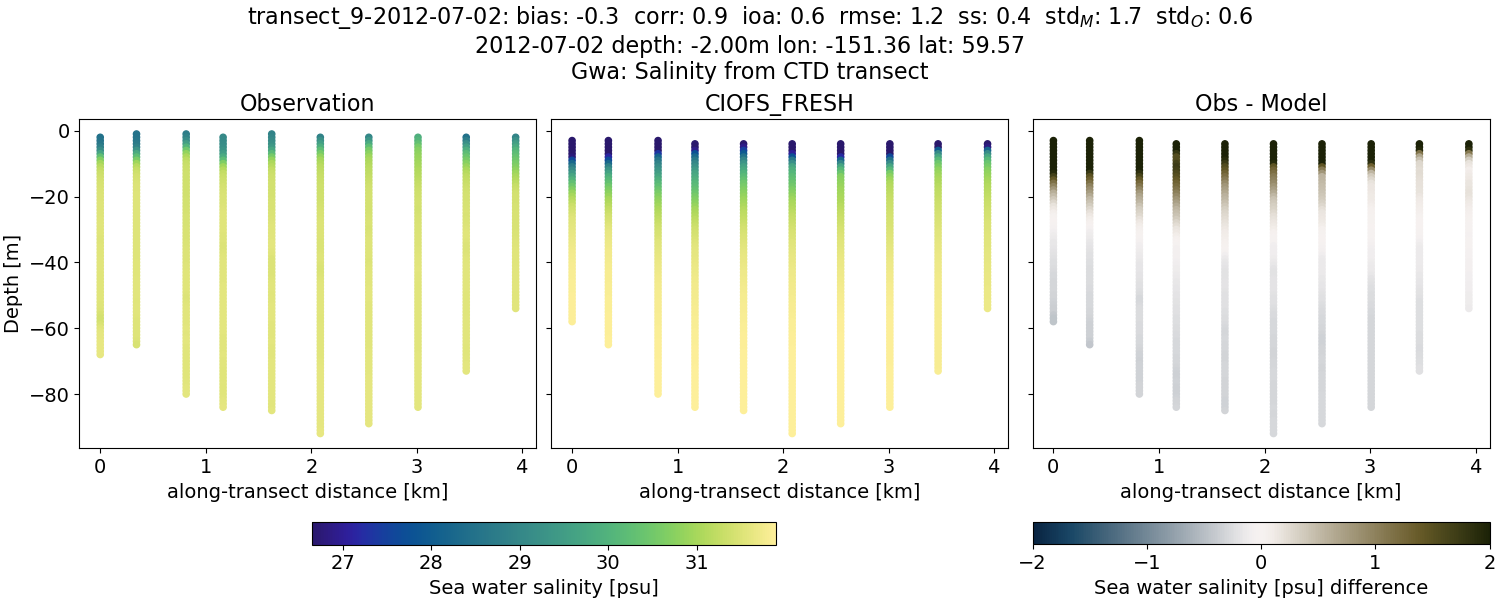 transect_9-2012-07-02: bias: -0.3 corr: 0.9 ioa: 0.6 rmse: 1.2 ss: 0.4 std_M: 1.7 std_O: 0.6
2012-07-02 depth: -2.00m lon: -151.36 lat: 59.57
Gwa: Salinity from CTD transect
Observation CIOFS_FRESH Obs - Model
Depth [m]
0
−20
−40
−60
−80
0 1 2 3 4 0 1 2 3 4 0 1 2 3 4
along-transect distance [km] along-transect distance [km] along-transect distance [km]
27 28 29 30 31 −2 −1 0 1 2
Sea water salinity [psu] Sea water salinity [psu] difference